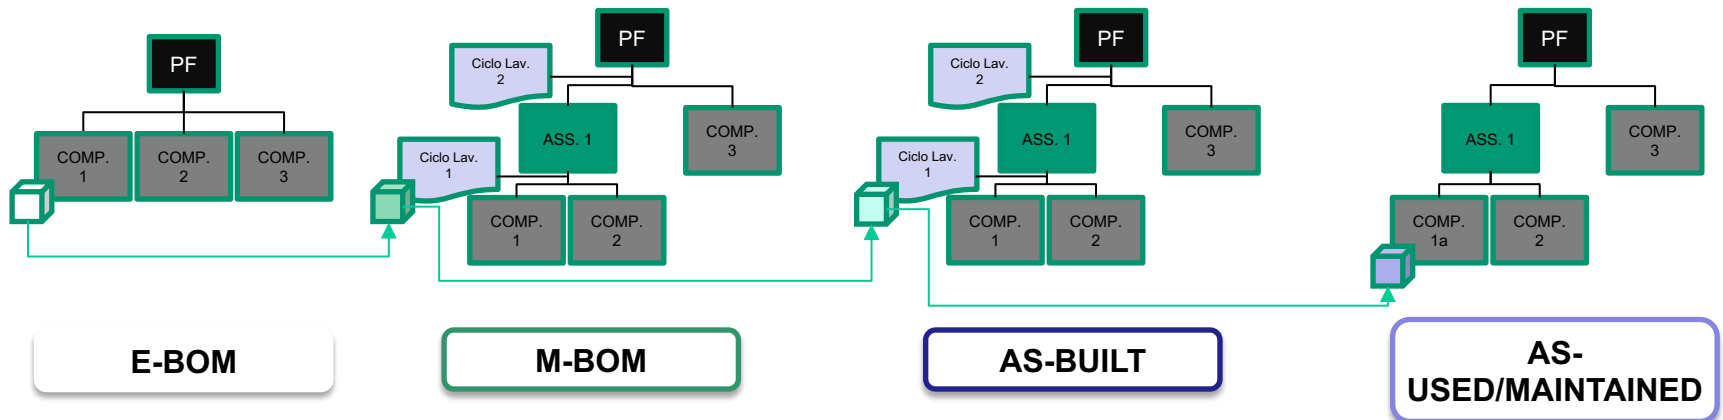 PF
COMP.
1
COMP.
2
COMP.
3
E-BOM
PF
Ciclo Lav.
2
ASS. 1
COMP.
3
Ciclo Lav.
1
COMP.
1
COMP.
2
M-BOM
PF
Ciclo Lav.
2
ASS. 1
COMP.
3
Ciclo Lav.
1
COMP.
1
COMP.
2
AS-BUILT
PF
ASS. 1
COMP.
3
COMP.
1a
COMP.
2
AS-
USED/MAINTAINED